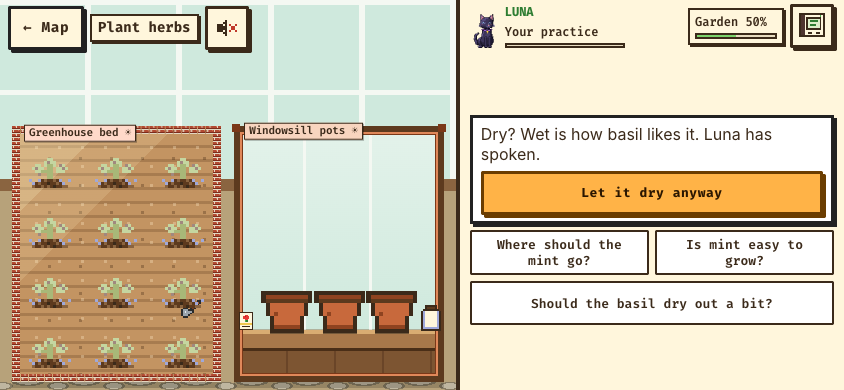 ← Map
Plant herbs
LUNA
Your practice
Garden 50%
Greenhouse bed ☀
Windowsill pots ☀
Dry? Wet is how basil likes it. Luna has
spoken.
Let it dry anyway
Where should the
mint go?
Is mint easy to
grow?
Should the basil dry out a bit?